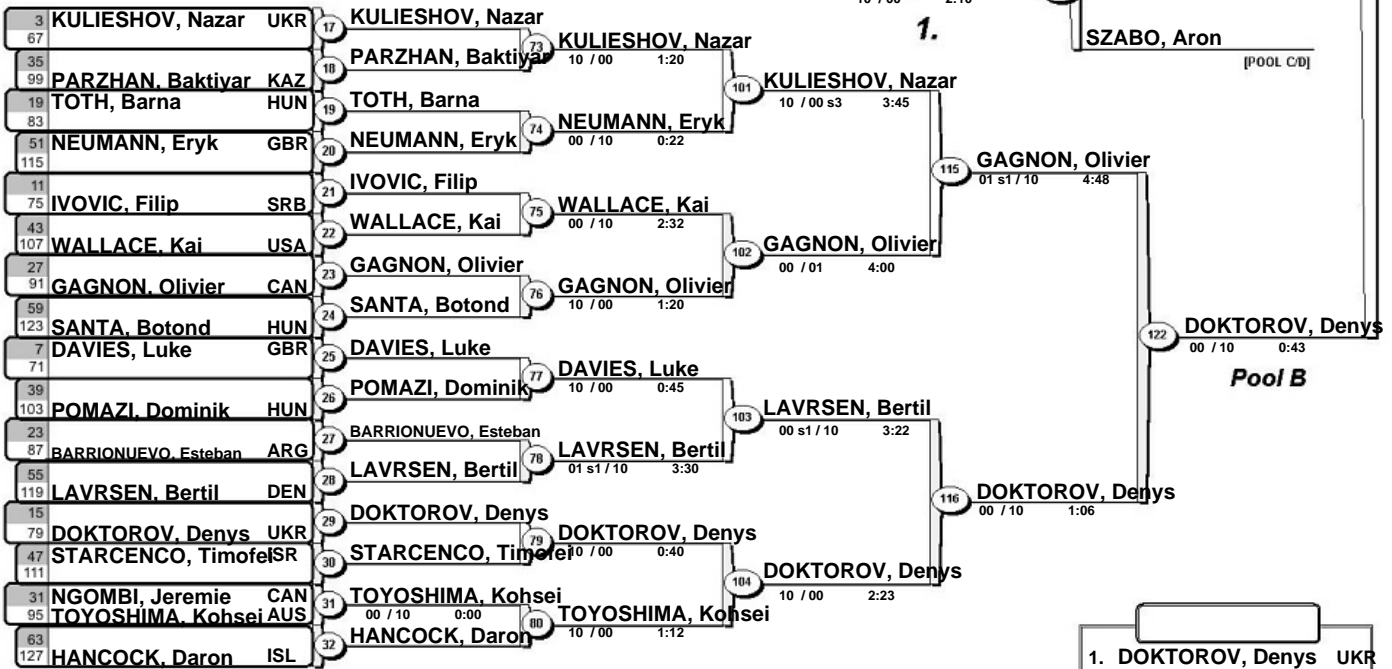 1.
SZABO, Aron
[POOL C/D]
3 KULIESHOV, Nazar UKR
67
35
99 PARZHAN, Baktiyar KAZ
19 TOTH, Barna HUN
83
51 NEUMANN, Eryk GBR
115
11
75 IVOVIC, Filip SRB
43
107 WALLACE, Kai USA
27
91 GAGNON, Olivier CAN
59
123 SANTA, Botond HUN
7 DAVIES, Luke GBR
71
39
103 POMAZI, Dominik HUN
23
87 BARRIONUEVO, Esteban ARG
55
119 LAVRSEN, Bertil DEN
15
79 DOKTOROV, Denys UKR
47 STARCENCO, Timofei ISR
111
31 NGOMBI, Jeremie CAN
95 TOYOSHIMA, Kohsei AUS
63
127 HANCOCK, Daron ISL
17 KULIESHOV, Nazar
18 PARZHAN, Baktiyar
19 TOTH, Barna
20 NEUMANN, Eryk
21 IVOVIC, Filip
22 WALLACE, Kai
23 GAGNON, Olivier
24 SANTA, Botond
25 DAVIES, Luke
26 POMAZI, Dominik
27 BARRIONUEVO, Esteban
28 LAVRSEN, Bertil
29 DOKTOROV, Denys
30 STARCENCO, Timofei
31 TOYOSHIMA, Kohsei
00 / 10 0:00
32 HANCOCK, Daron
73 KULIESHOV, Nazar
10 / 00 1:20
74 NEUMANN, Eryk
00 / 10 0:22
75 WALLACE, Kai
00 / 10 2:32
76 GAGNON, Olivier
10 / 00 1:20
77 DAVIES, Luke
10 / 00 0:45
78 LAVRSEN, Bertil
01 s1 / 10 3:30
79 DOKTOROV, Denys
10 / 00 0:40
80 TOYOSHIMA, Kohsei
10 / 00 1:12
101 KULIESHOV, Nazar
10 / 00 s3 3:45
102 GAGNON, Olivier
00 / 01 4:00
103 LAVRSEN, Bertil
00 s1 / 10 3:22
104 DOKTOROV, Denys
10 / 00 2:23
115 GAGNON, Olivier
01 s1 / 10 4:48
116 DOKTOROV, Denys
00 / 10 1:06
122 DOKTOROV, Denys
00 / 10 0:43
Pool B
1. DOKTOROV, Denys UKR